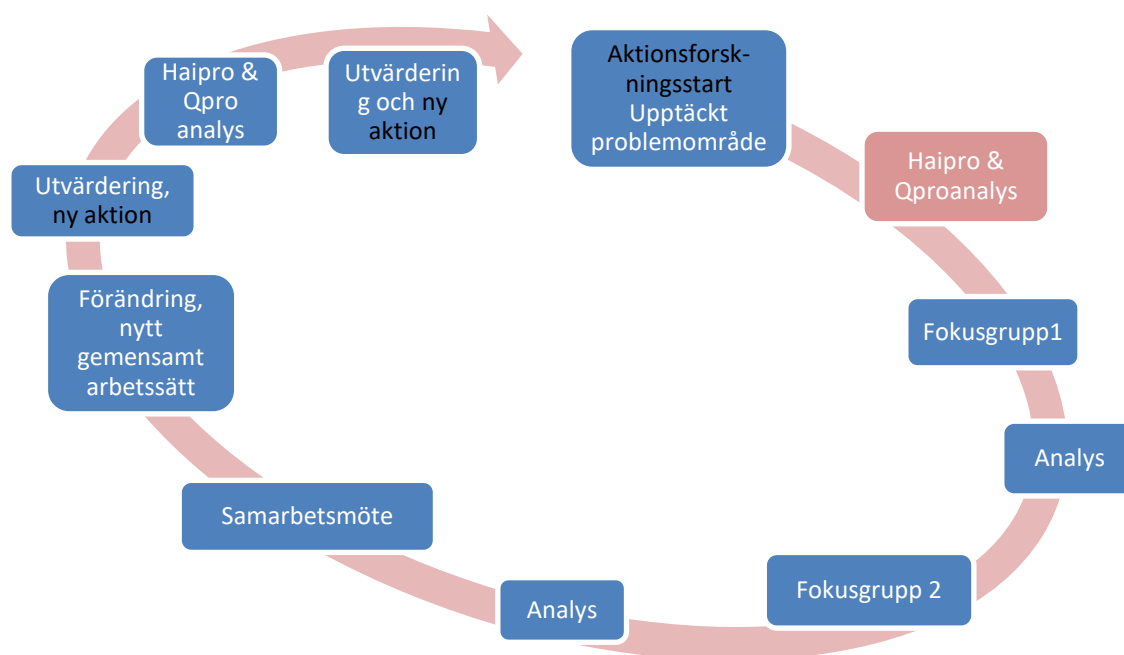 Aktionsforsk-
ningsstart
Upptäckt
problemområde
Haipro &
Qproanalys
Fokusgrupp1
Analys
Fokusgrupp 2
Analys
Samarbetsmöte
Förändring,
nytt
gemensamt
arbetssätt
Utvärdering,
ny aktion
Haipro &
Qpro
analys
Utvärderin
g och ny
aktion